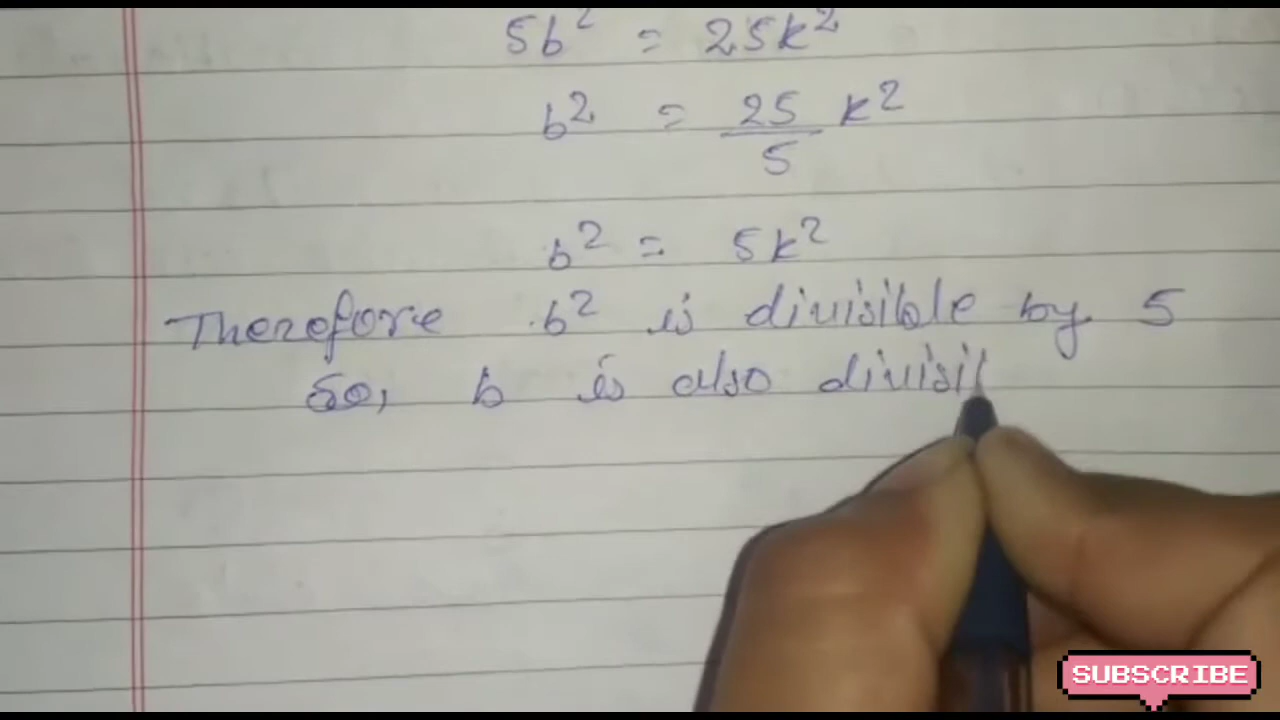 5b² = 25k²
b² = 25/5 k²
b² = 5k²
Therefore b² is divisible by 5
So, b is also divisi
SUBSCRIBE